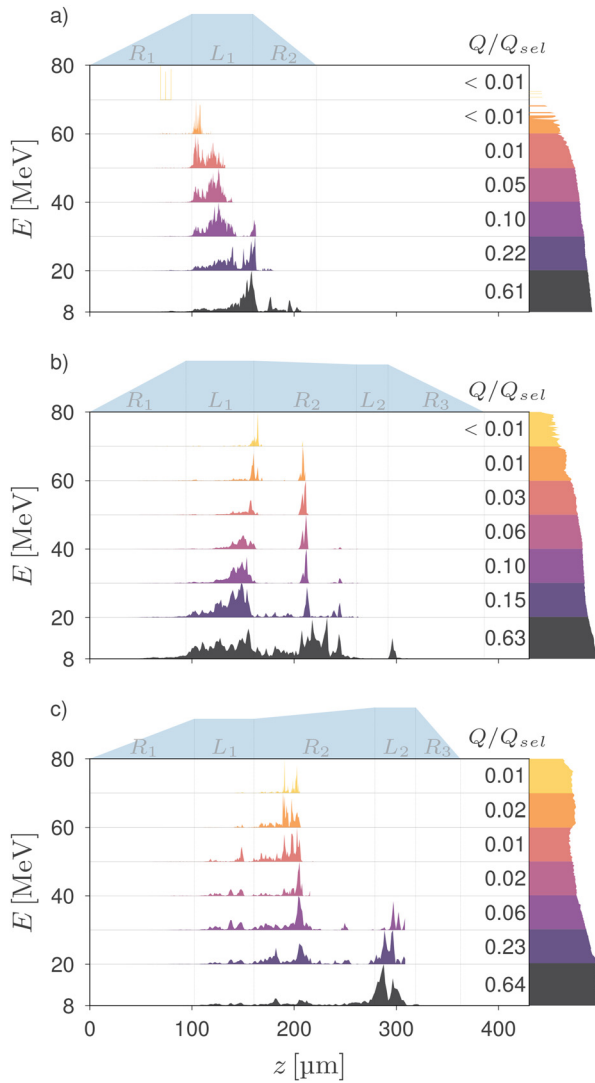 a)
R₁ L₁ R₂
Q/Q_sel
80
< 0.01
< 0.01
60
0.01
0.05
40
0.10
0.22
20
0.61
8
E [MeV]
b)
R₁ L₁ R₂ L₂ R₃
Q/Q_sel
80
< 0.01
0.01
60
0.03
0.06
40
0.10
0.15
20
0.63
8
E [MeV]
c)
R₁ L₁ R₂ L₂ R₃
Q/Q_sel
80
0.01
0.02
60
0.01
0.02
40
0.06
0.23
20
0.64
8
E [MeV]
0 100 200 300 400
z [µm]